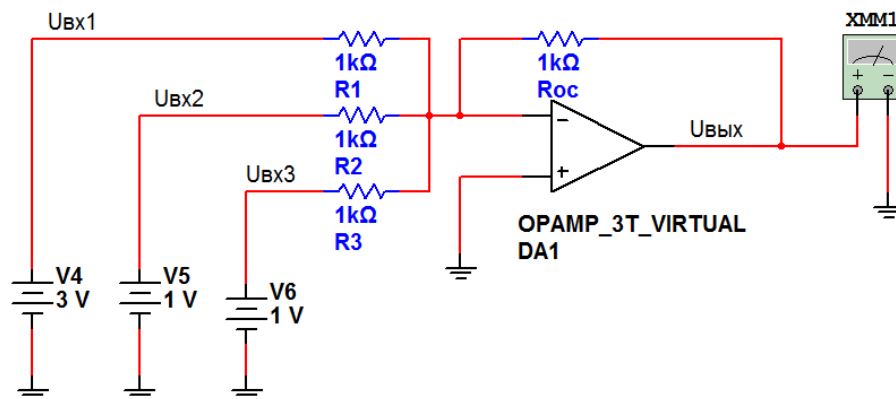 Uвх1
XMM1
1kΩ
R1
1kΩ
Roc
Uвх2
1kΩ
R2
Uвых
Uвх3
1kΩ
R3
OPAMP_3T_VIRTUAL
DA1
V4
3 V
V5
1 V
V6
1 V